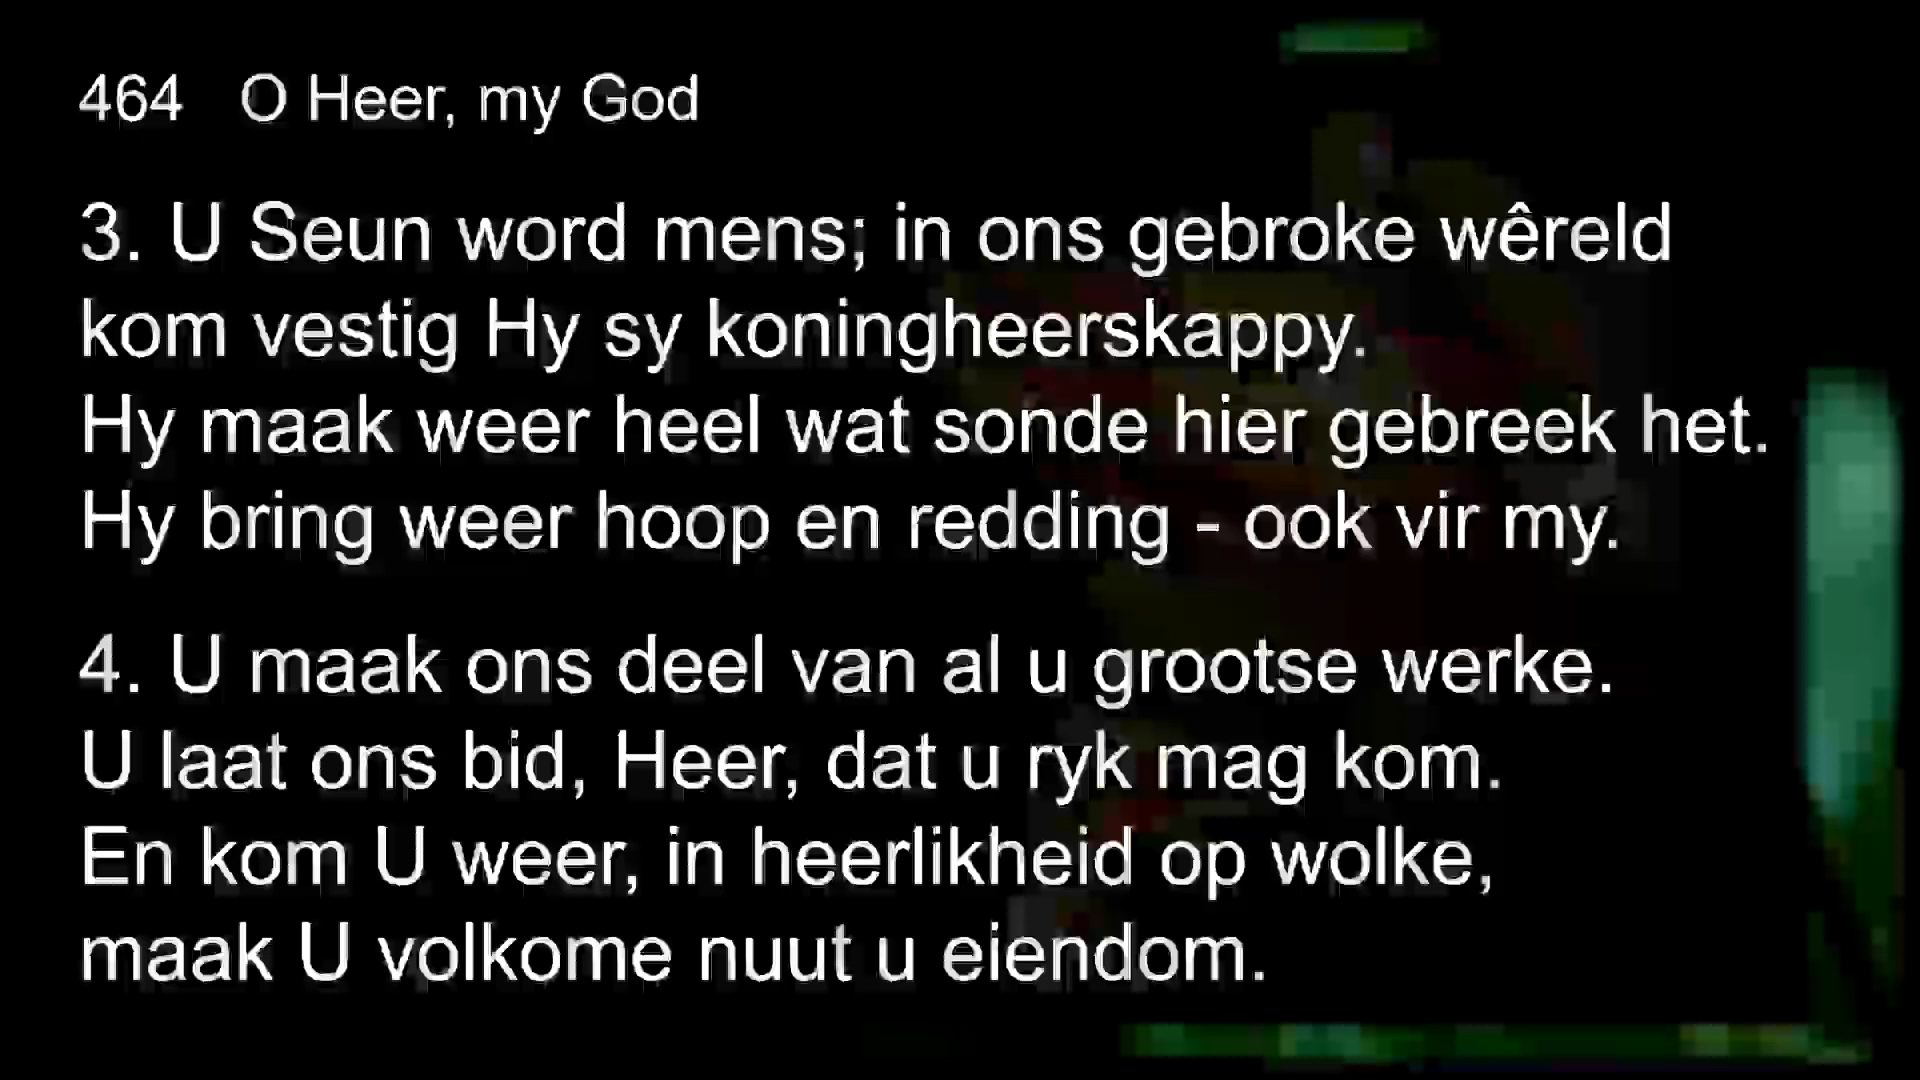 464 O Heer, my God
3. U Seun word mens; in ons gebroke wêreld
kom vestig Hy sy koningheerskappy.
Hy maak weer heel wat sonde hier gebreek het.
Hy bring weer hoop en redding - ook vir my.
4. U maak ons deel van al u grootse werke.
U laat ons bid, Heer, dat u ryk mag kom.
En kom U weer, in heerlikheid op wolke,
maak U volkome nuut u eiendom.